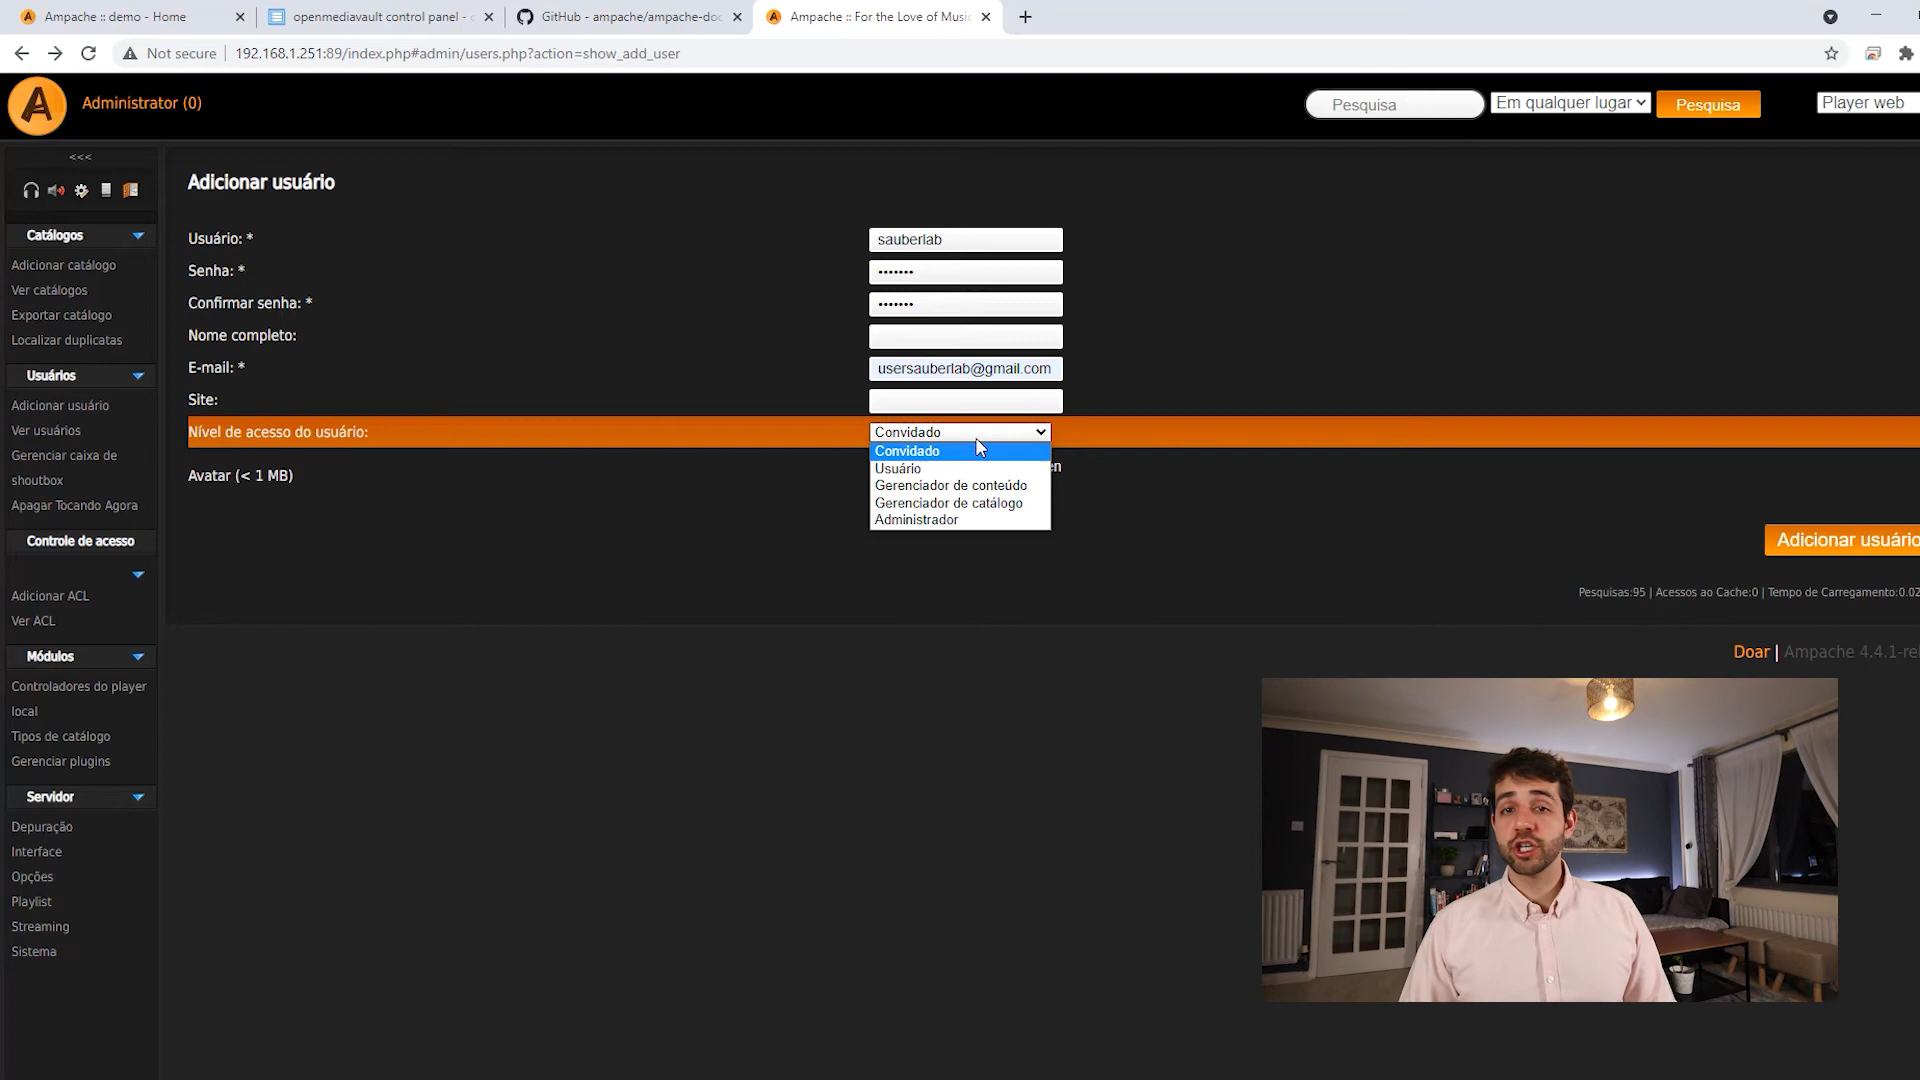 Ampache :: demo - Home
openmediavault control panel -
GitHub - ampache/ampache-doc
Ampache :: For the Love of Music
Not secure
192.168.1.251:89/index.php#admin/users.php?action=show_add_user
Administrator (0)
Pesquisa
Em qualquer lugar
Pesquisa
Player web
<<<
Catálogos
Adicionar catálogo
Ver catálogos
Exportar catálogo
Localizar duplicatas
Usuários
Adicionar usuário
Ver usuários
Gerenciar caixa de
shoutbox
Apagar Tocando Agora
Controle de acesso
Adicionar ACL
Ver ACL
Módulos
Controladores do player
local
Tipos de catálogo
Gerenciar plugins
Servidor
Depuração
Interface
Opções
Playlist
Streaming
Sistema
Adicionar usuário
Usuário: *
sauberlab
Senha: *
•••••••
Confirmar senha: *
•••••••
Nome completo:
E-mail: *
usersauberlab@gmail.com
Site:
Nível de acesso do usuário:
Convidado
Convidado
Usuário
Gerenciador de conteúdo
Gerenciador de catálogo
Administrador
Avatar (< 1 MB)
en
Adicionar usuário
Pesquisas:95 | Acessos ao Cache:0 | Tempo de Carregamento:0.02
Doar | Ampache 4.4.1-rel